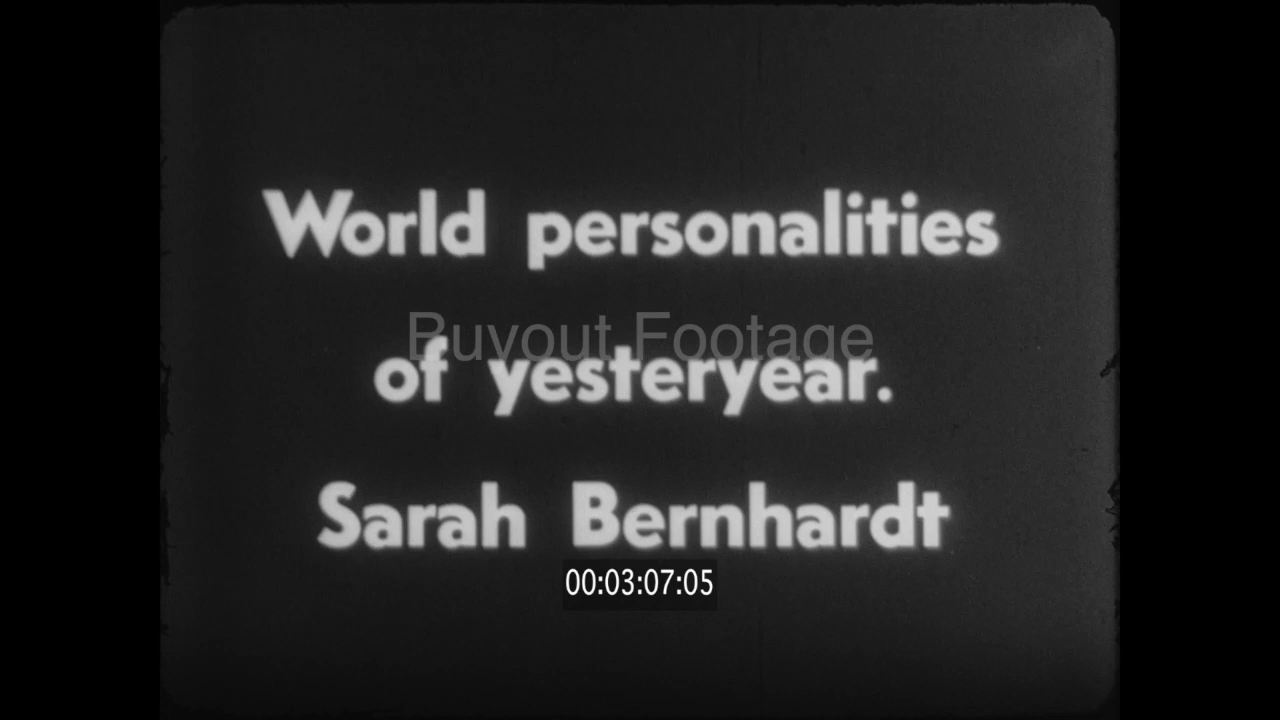 World personalities
Buyout Footage
of yesteryear.
Sarah Bernhardt
00:03:07:05